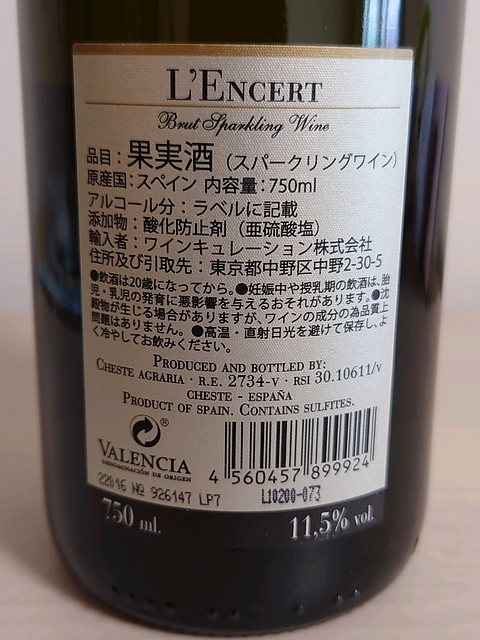 L'ENCERT
Brut Sparkling Wine
品目：果実酒（スパークリングワイン）
原産国：スペイン 内容量：750ml
アルコール分：ラベルに記載
添加物：酸化防止剤（亜硫酸塩）
輸入者：ワインキュレーション株式会社
住所及び引取先：東京都中野区中野2-30-5
●飲酒は20歳になってから。●妊娠中や授乳期の飲酒は、胎
児・乳児の発育に悪影響を与えるおそれがあります。●沈
殿物が生じる場合がありますが、ワインの成分の為品質上
問題はありません。●高温・直射日光を避けて保存し、よ
く冷やしてお飲みください。
PRODUCED AND BOTTLED BY:
CHESTE AGRARIA · R.E. 2734-V · RSI 30.10611/V
CHESTE - ESPAÑA
PRODUCT OF SPAIN. CONTAINS SULFITES.
®
VALENCIA
DENOMINACIÓN DE ORIGEN
4 560457 899924
22016 Nº 926147 LP7
L10200-073
750 ml.
11,5% vol.